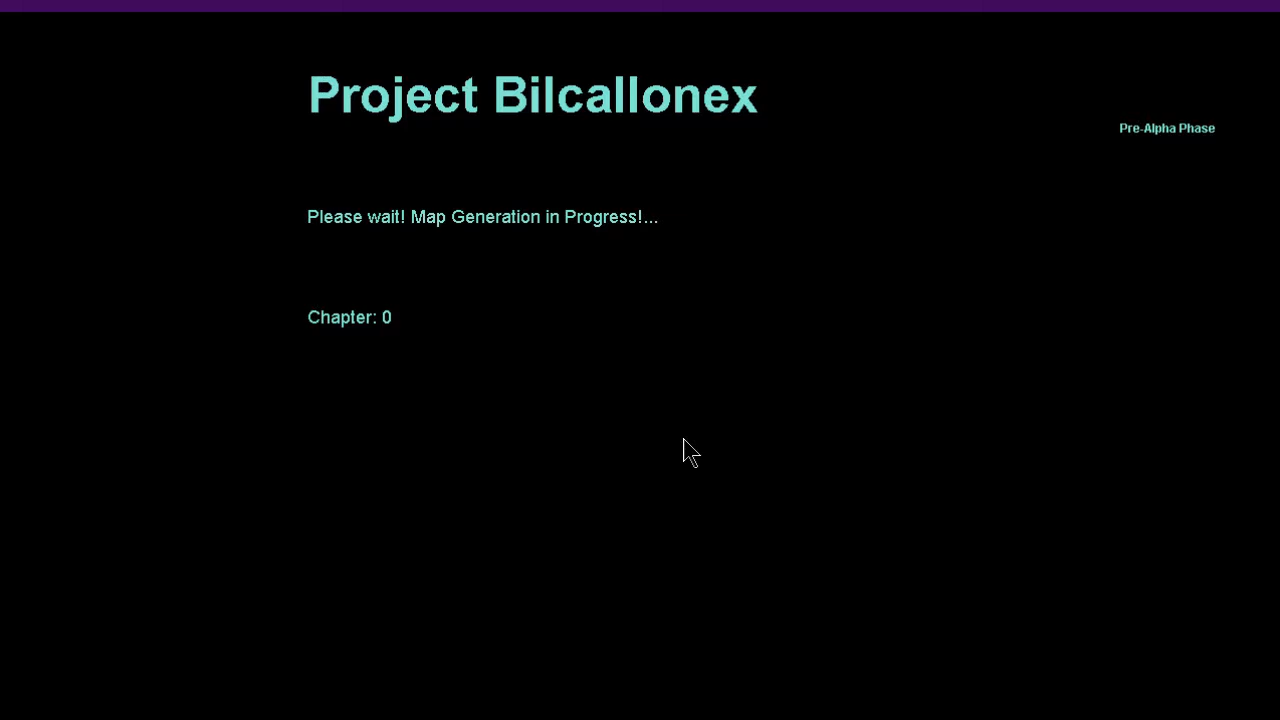 Project Bilcallonex
Pre-Alpha Phase
Please wait! Map Generation in Progress!...
Chapter: 0